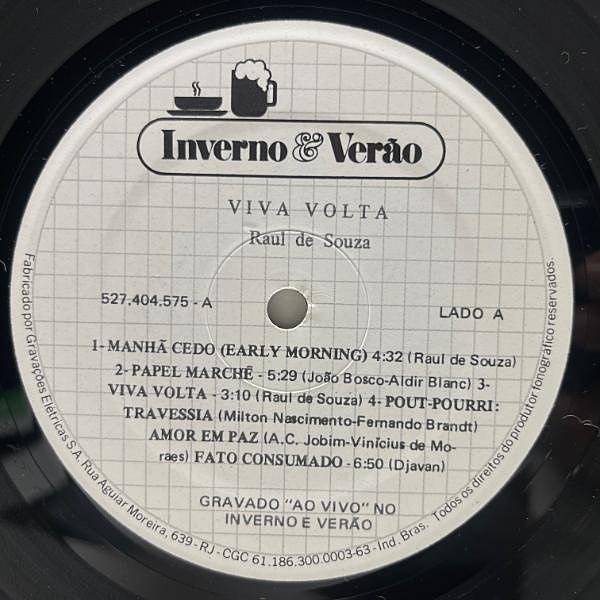 Inverno & Verão
VIVA VOLTA
Raul de Souza
527.404.575 - A
LADO A
1- MANHÃ CEDO (EARLY MORNING) 4:32 (Raul de Souza)
2- PAPEL MARCHÊ - 5:29 (João Bosco-Aldir Blanc) 3-
VIVA VOLTA - 3:10 (Raul de Souza) 4- POUT-POURRI:
TRAVESSIA (Milton Nascimento-Fernando Brandt)
AMOR EM PAZ (A.C. Jobim-Vinícius de Mo-
raes) FATO CONSUMADO - 6:50 (Djavan)
GRAVADO "AO VIVO" NO
INVERNO E VERÃO
Fabricado por Gravações Elétricas S.A. Rua Aguiar Moreira, 639 - RJ - CGC 61.186.300.0003-63 - Ind. Bras. Todos os direitos do produtor fonográfico reservados.